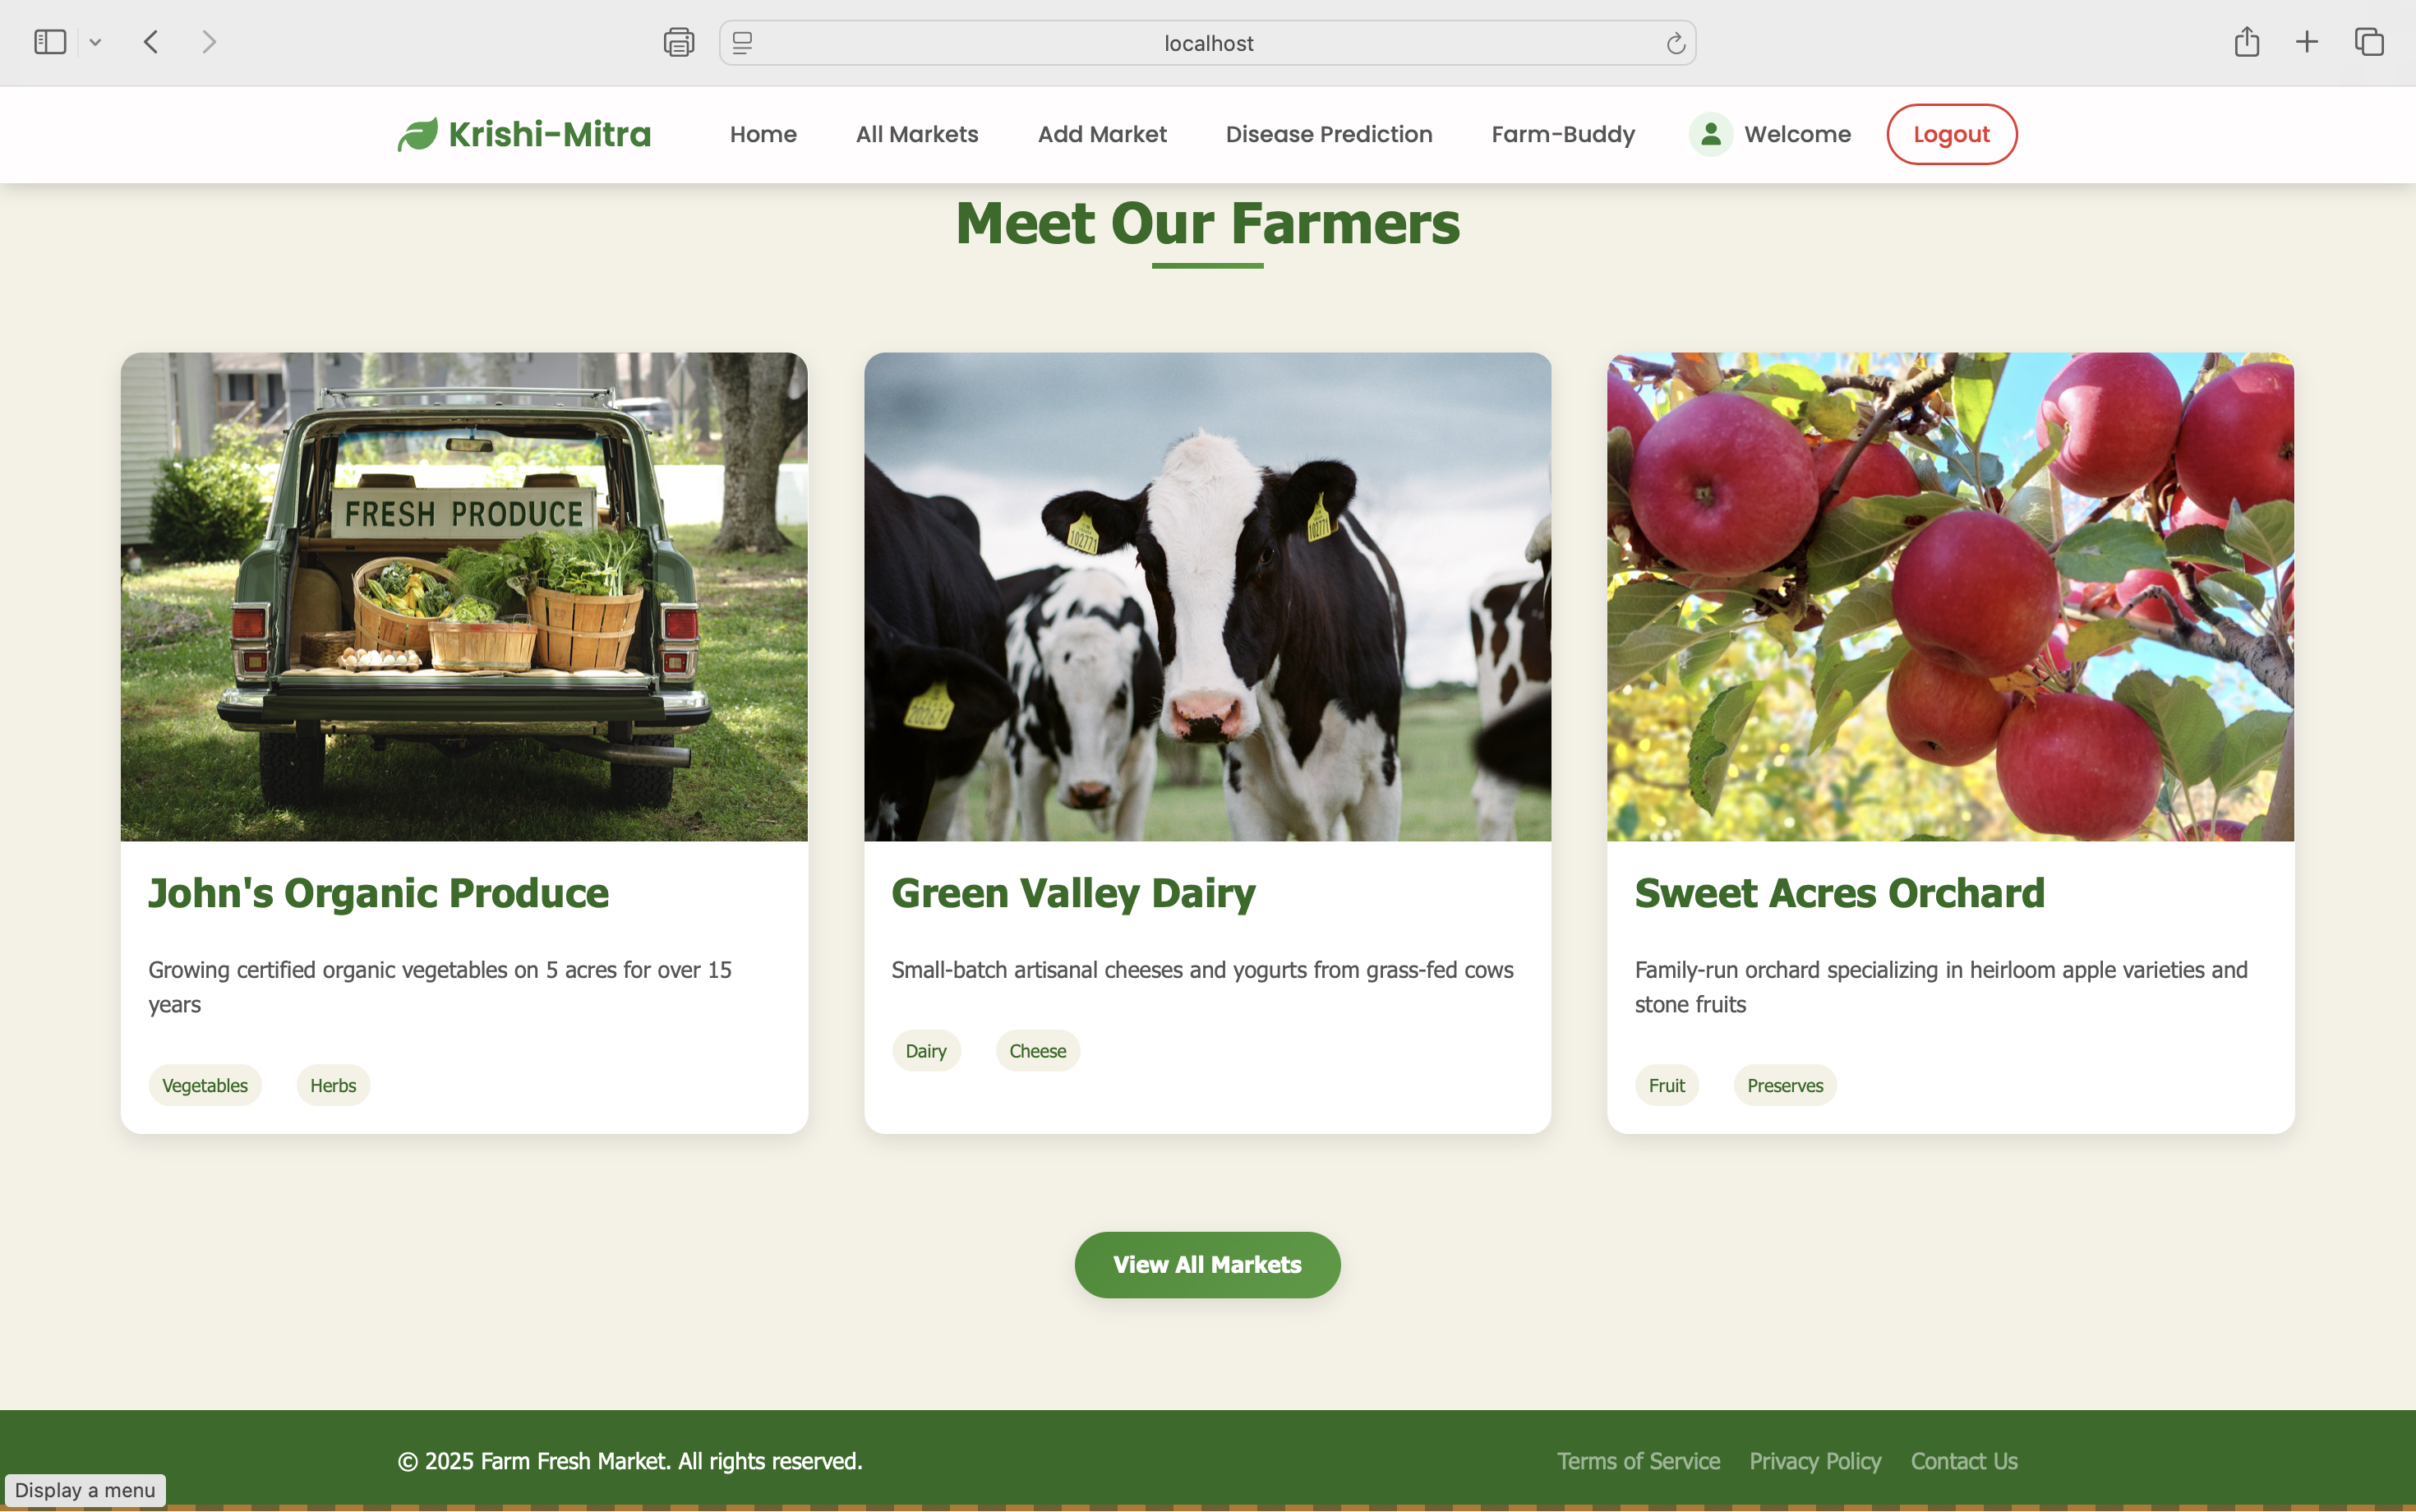 localhost
Krishi-Mitra
Home
All Markets
Add Market
Disease Prediction
Farm-Buddy
Welcome
Logout
Meet Our Farmers
FRESH PRODUCE
102771
102771
John's Organic Produce
Growing certified organic vegetables on 5 acres for over 15
years
Vegetables
Herbs
Green Valley Dairy
Small-batch artisanal cheeses and yogurts from grass-fed cows
Dairy
Cheese
Sweet Acres Orchard
Family-run orchard specializing in heirloom apple varieties and
stone fruits
Fruit
Preserves
View All Markets
© 2025 Farm Fresh Market. All rights reserved.
Terms of Service
Privacy Policy
Contact Us
Display a menu